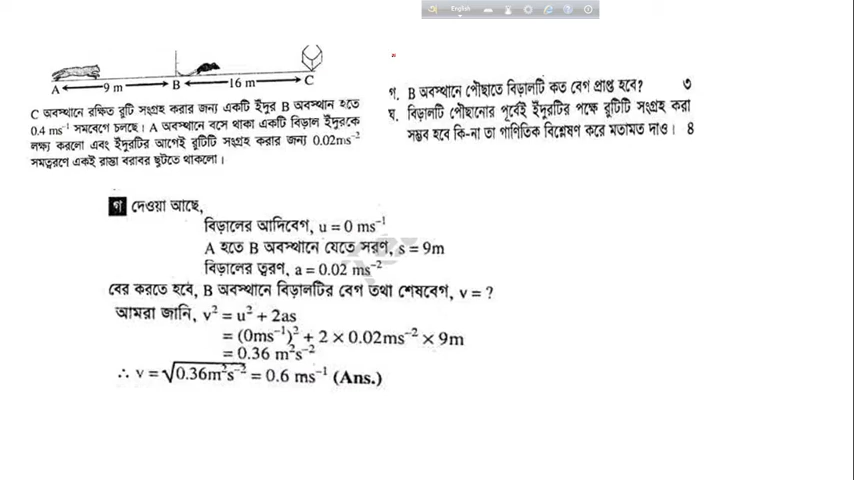 English
A 9 m B 16 m C
C অবস্থানে রক্ষিত রুটি সংগ্রহ করার জন্য একটি ইঁদুর B অবস্থান হতে
0.4 ms⁻¹ সমবেগে চলছে। A অবস্থানে বসে থাকা একটি বিড়াল ইঁদুরকে
লক্ষ্য করলো এবং ইঁদুরটির আগেই রুটিটি সংগ্রহ করার জন্য 0.02ms⁻²
সমত্বরণে একই রাস্তা বরাবর ছুটতে থাকলো।
গ. B অবস্থানে পৌছাতে বিড়ালটি কত বেগ প্রাপ্ত হবে? ৩
ঘ. বিড়ালটি পৌছানোর পূর্বেই ইঁদুরটির পক্ষে রুটিটি সংগ্রহ করা
সম্ভব হবে কি-না তা গাণিতিক বিশ্লেষণ করে মতামত দাও। 8
গ দেওয়া আছে,
বিড়ালের আদিবেগ, u = 0 ms⁻¹
A হতে B অবস্থানে যেতে সরণ, s = 9m
বিড়ালের ত্বরণ, a = 0.02 ms⁻²
বের করতে হবে, B অবস্থানে বিড়ালটির বেগ তথা শেষবেগ, v = ?
আমরা জানি, v² = u² + 2as
= (0ms⁻¹)² + 2 × 0.02ms⁻² × 9m
= 0.36 m²s⁻²
∴ v = √0.36m²s⁻² = 0.6 ms⁻¹ (Ans.)